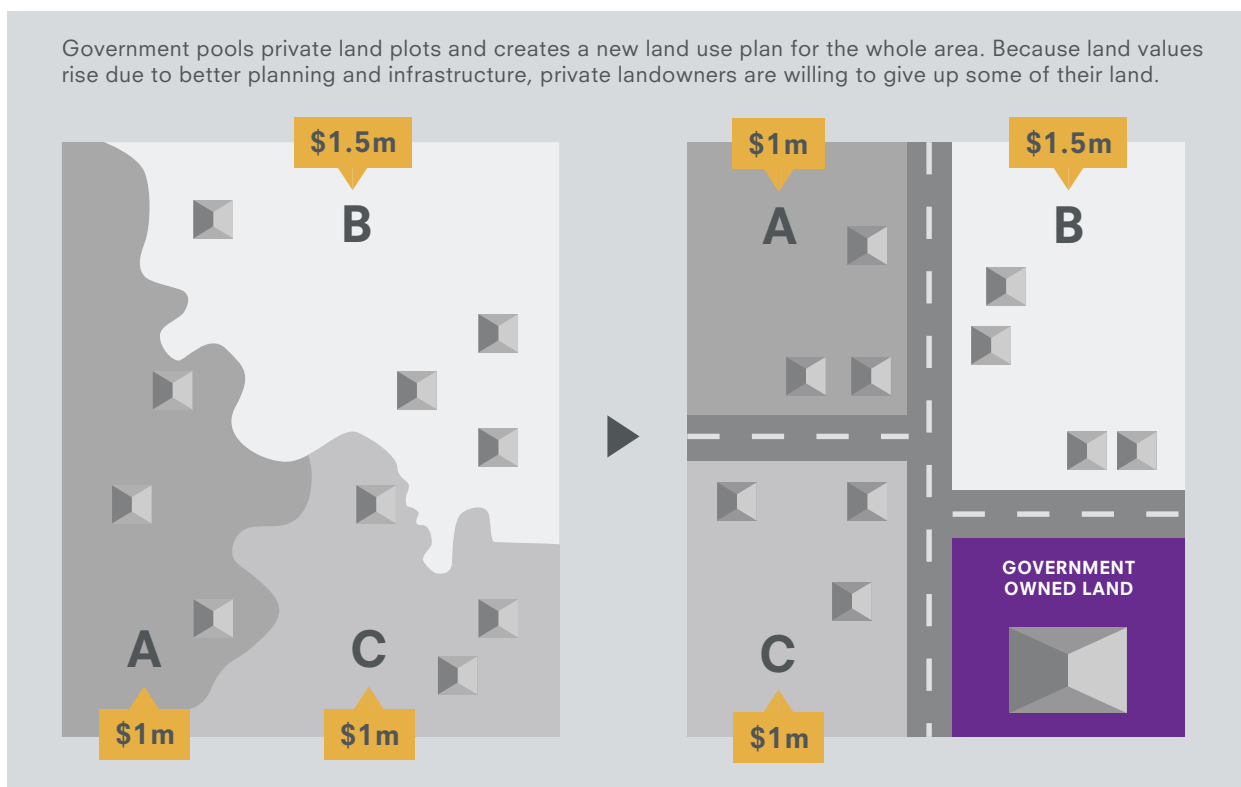 Government pools private land plots and creates a new land use plan for the whole area. Because land values
rise due to better planning and infrastructure, private landowners are willing to give up some of their land.
$1.5m
B
A
$1m
C
$1m
$1m
A
$1.5m
B
C
$1m
GOVERNMENT
OWNED LAND